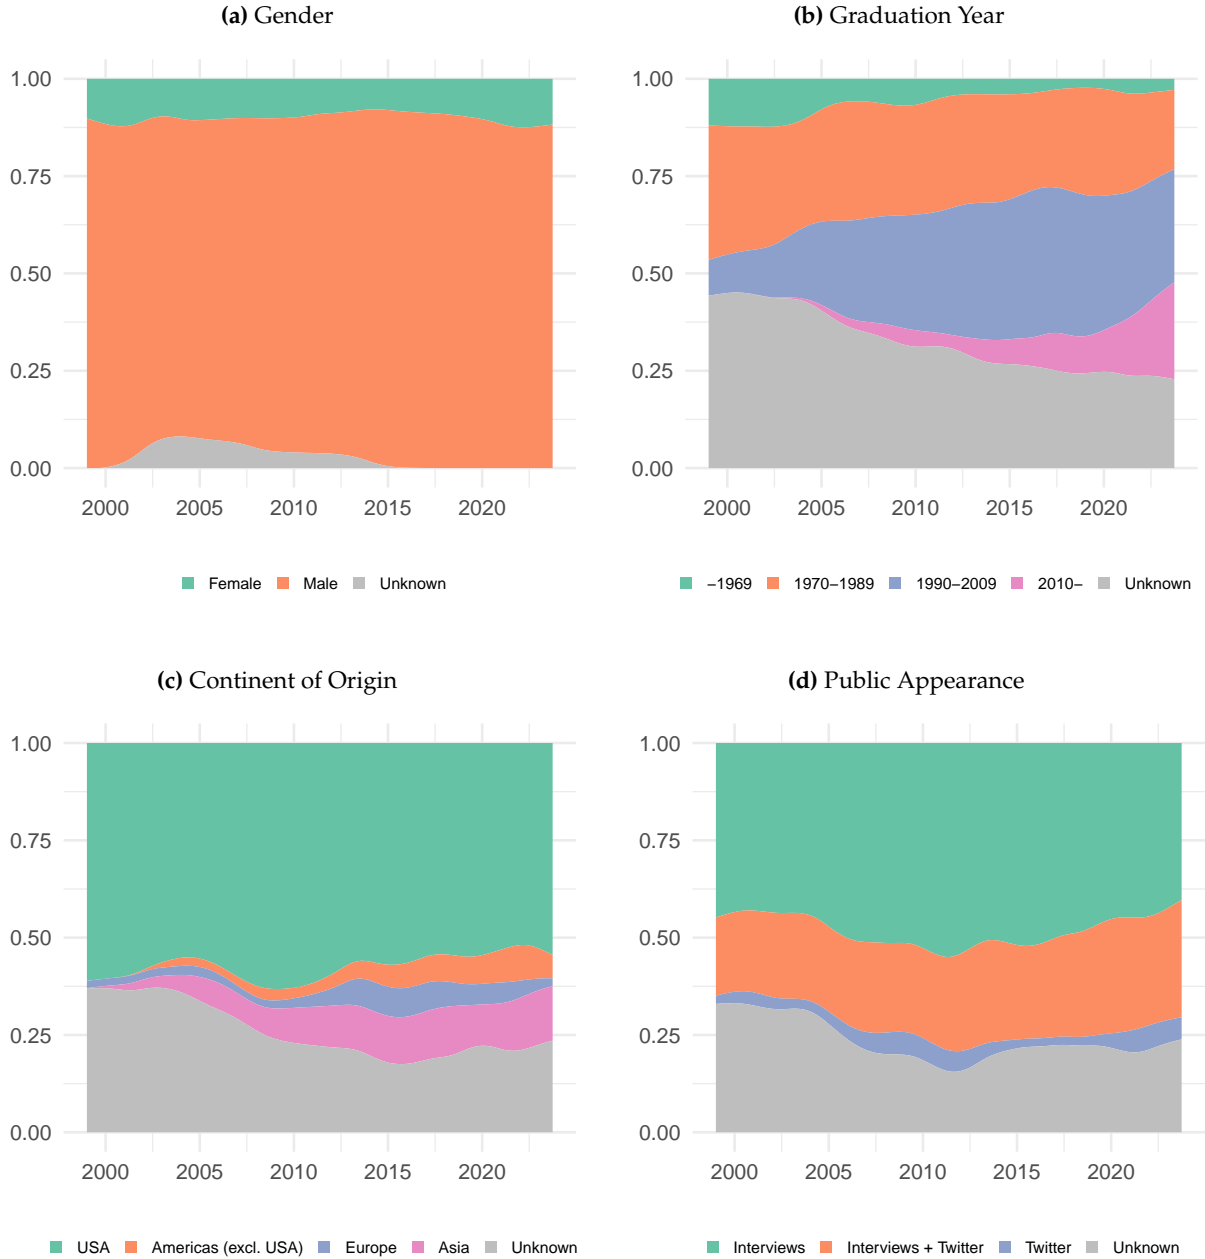 (a) Gender
1.00
0.75
0.50
0.25
0.00
2000 2005 2010 2015 2020
Female Male Unknown
(b) Graduation Year
1.00
0.75
0.50
0.25
0.00
2000 2005 2010 2015 2020
−1969 1970−1989 1990−2009 2010− Unknown
(c) Continent of Origin
1.00
0.75
0.50
0.25
0.00
2000 2005 2010 2015 2020
USA Americas (excl. USA) Europe Asia Unknown
(d) Public Appearance
1.00
0.75
0.50
0.25
0.00
2000 2005 2010 2015 2020
Interviews Interviews + Twitter Twitter Unknown